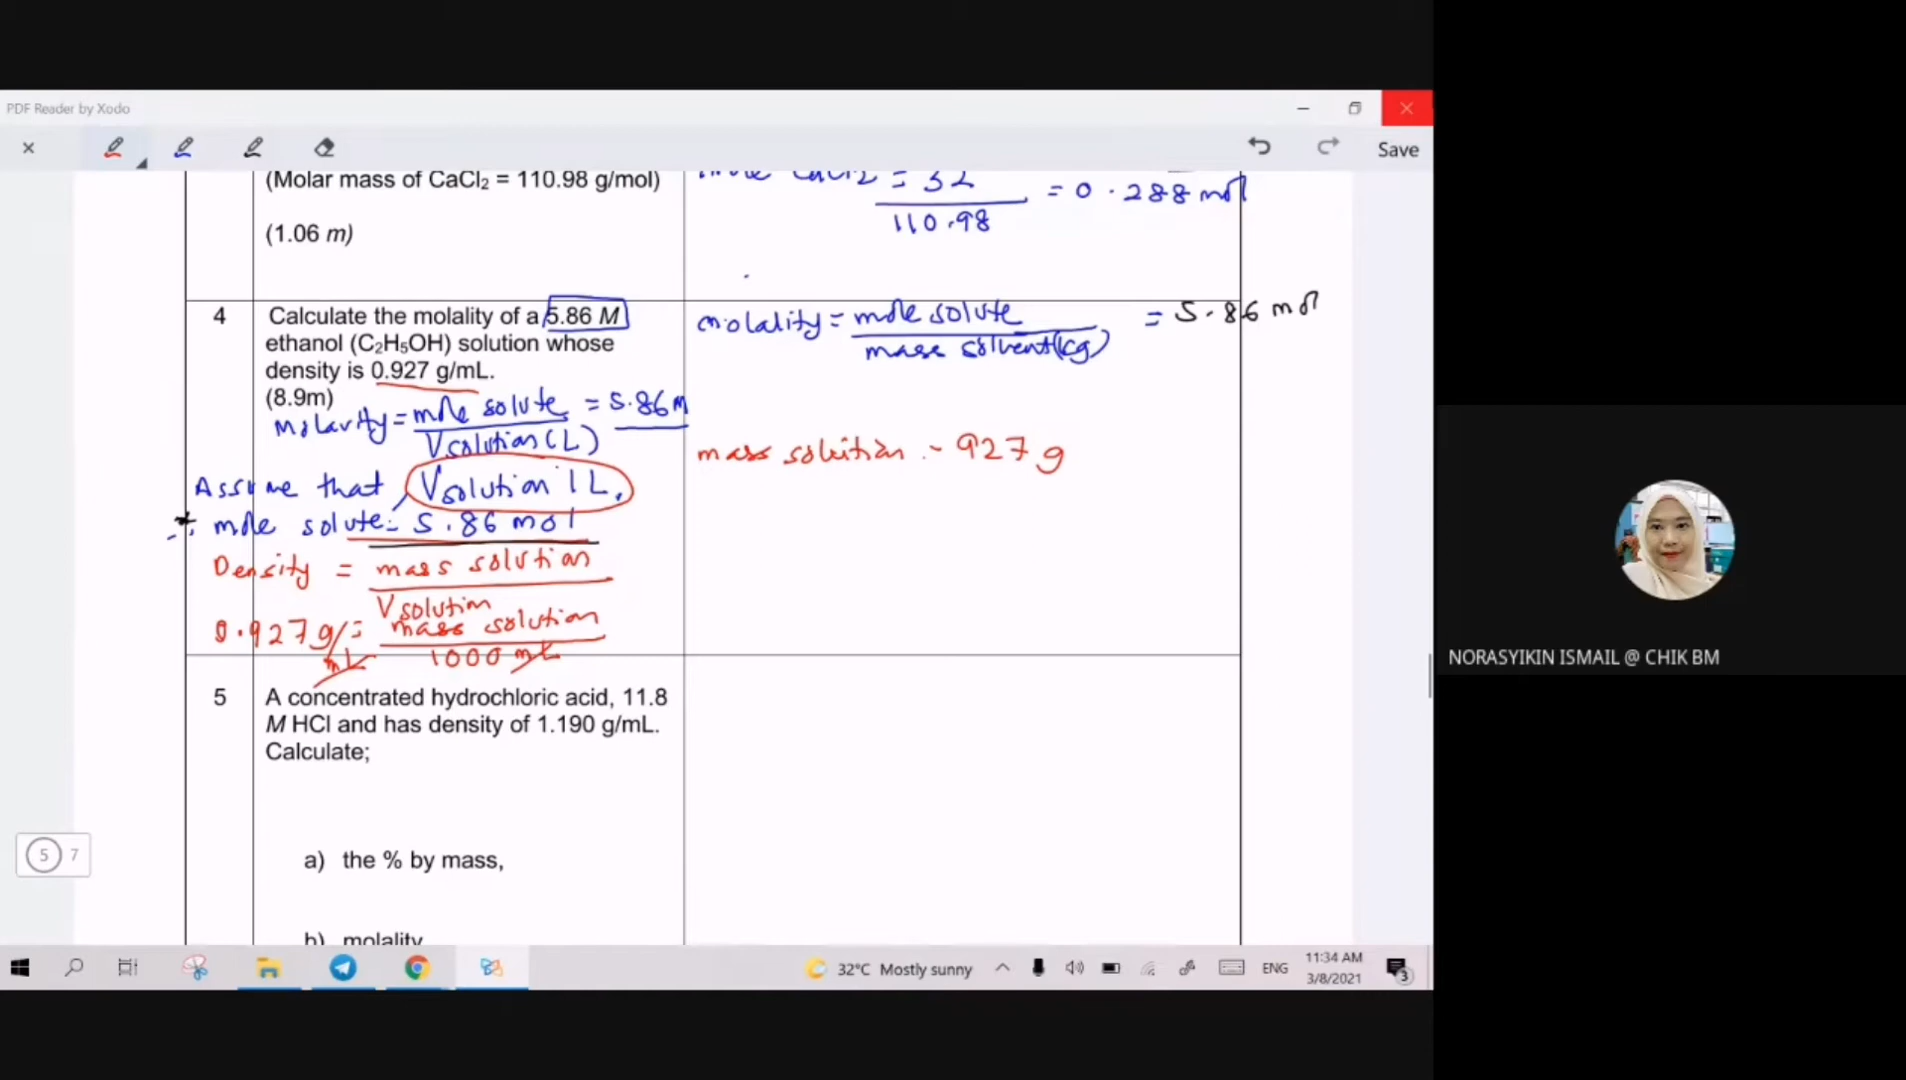 PDF Reader by Xodo
Save
(Molar mass of CaCl₂ = 110.98 g/mol)
(1.06 m)
CaCl₂ = 32
110.98
= 0.288 mol
4
Calculate the molality of a 5.86 M
ethanol (C₂H₅OH) solution whose
density is 0.927 g/mL.
(8.9m)
molarity = mole solute = 5.86 M
V solution (L)
Assume that, V solution 1 L.
∴ mole solute = 5.86 mol
Density = mass solution
V solution
0.927 g/mL = mass solution
1000 mL
molality = mole solute
mass solvent (kg)
= 5.86 mol
mass solution = 927 g
5
A concentrated hydrochloric acid, 11.8
M HCl and has density of 1.190 g/mL.
Calculate;
a) the % by mass,
b) molality
5 7
NORASYIKIN ISMAIL @ CHIK BM
32°C Mostly sunny
ENG
11:34 AM
3/8/2021
3